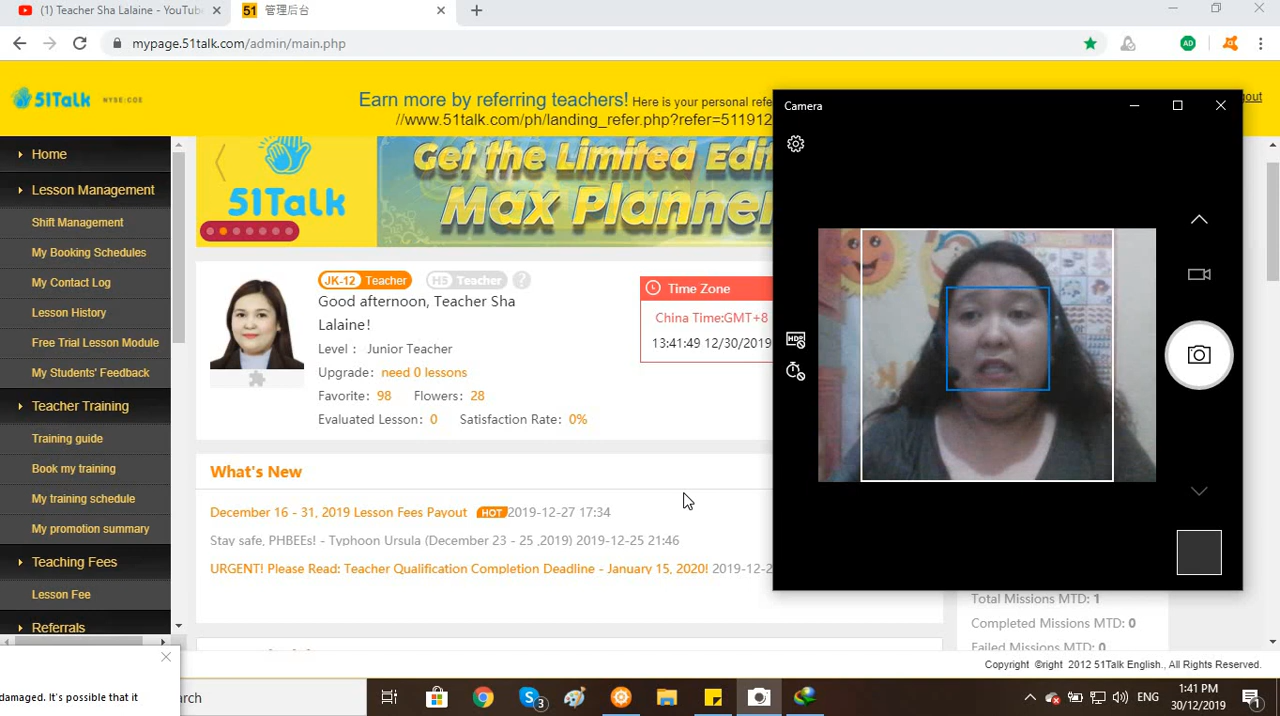 (1) Teacher Sha Lalaine - YouTub
51 管理后台
mypage.51talk.com/admin/main.php
AD
51Talk NYSE:COE
Earn more by referring teachers! Here is your personal refe
//www.51talk.com/ph/landing_refer.php?refer=511912
out
Camera
Home
Lesson Management
Shift Management
My Booking Schedules
My Contact Log
Lesson History
Free Trial Lesson Module
My Students' Feedback
Teacher Training
Training guide
Book my training
My training schedule
My promotion summary
Teaching Fees
Lesson Fee
Referrals
51Talk
Get the Limited Edi
Max Planner
JK-12 Teacher H5 Teacher ?
Good afternoon, Teacher Sha
Lalaine!
Level : Junior Teacher
Upgrade: need 0 lessons
Favorite: 98 Flowers: 28
Evaluated Lesson: 0 Satisfaction Rate: 0%
Time Zone
China Time:GMT+8
13:41:49 12/30/2019
HDR
What's New
December 16 - 31, 2019 Lesson Fees Payout HOT 2019-12-27 17:34
Stay safe, PHBEEs! - Typhoon Ursula (December 23 - 25 ,2019) 2019-12-25 21:46
URGENT! Please Read: Teacher Qualification Completion Deadline - January 15, 2020! 2019-12-2
Total Missions MTD: 1
Completed Missions MTD: 0
Failed Missions MTD: 0
Copyright ©right 2012 51Talk English., All Rights Reserved.
damaged. It's possible that it
arch
3
ENG
1:41 PM
30/12/2019
1